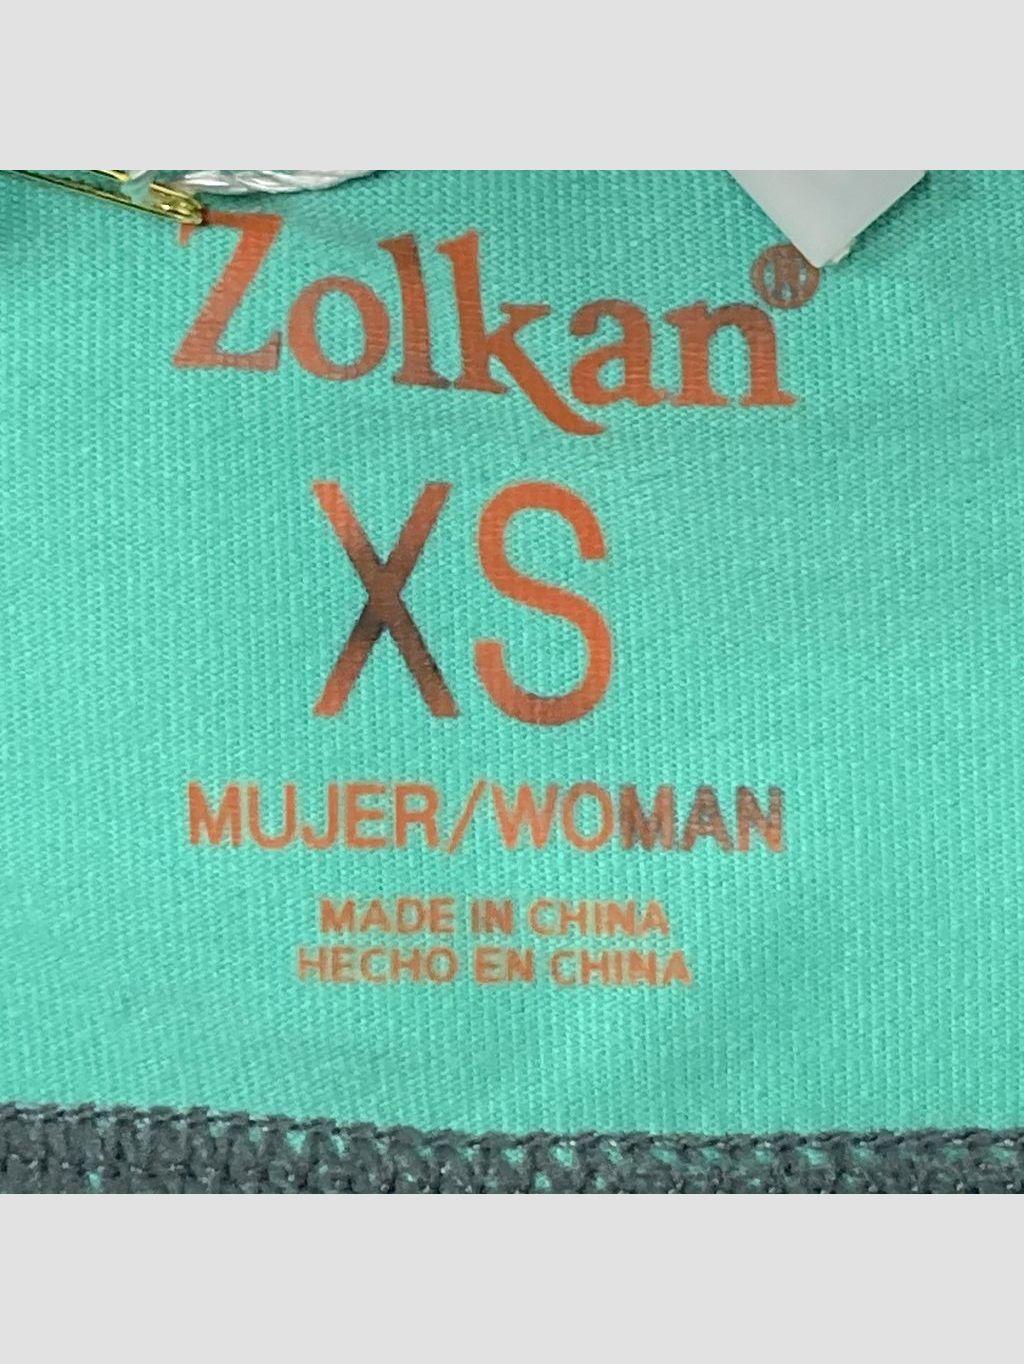 Zolkan®
XS
MUJER/WOMAN
MADE IN CHINA
HECHO EN CHINA